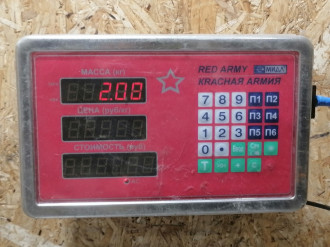 МАССА (кг)
2.08
ЦЕНА (руб/кг)
СТОИМОСТЬ (руб)
RED ARMY
КРАСНАЯ АРМИЯ
МИДЛ
7 8 9 П1 П2
4 5 6 П3 П4
1 2 3 П5 П6
0
T